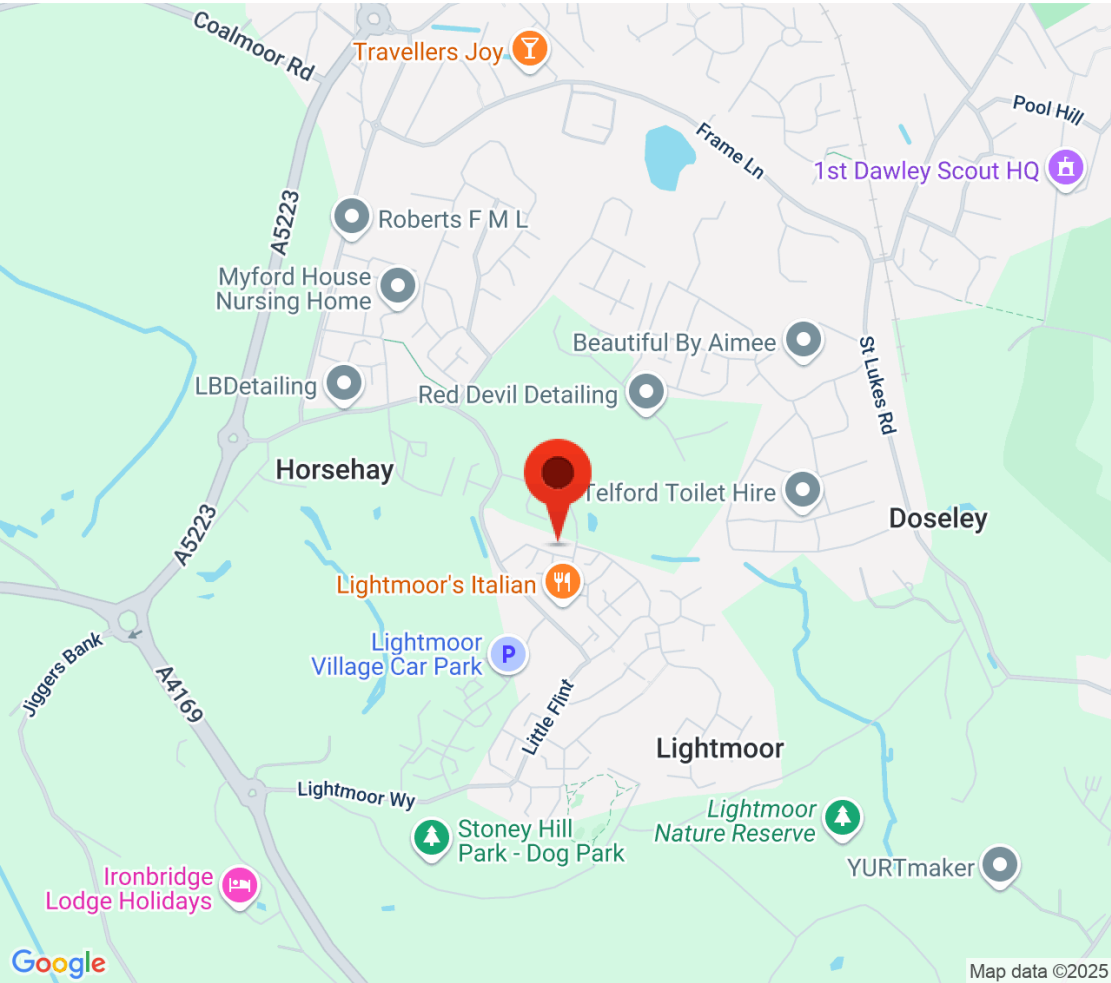 Coalmoor Rd
Travellers Joy
Pool Hill
Frame Ln
1st Dawley Scout HQ
A5223
Roberts F M L
Myford House
Nursing Home
Beautiful By Aimee
St Lukes Rd
LBDetailing
Red Devil Detailing
Horsehay
Telford Toilet Hire
Doseley
A5223
Lightmoor's Italian
Lightmoor
Village Car Park
P
Jiggers Bank
A4169
Little Flint
Lightmoor
Lightmoor Wy
Lightmoor
Nature Reserve
Stoney Hill
Park - Dog Park
YURTmaker
Ironbridge
Lodge Holidays
Google
Map data ©2025